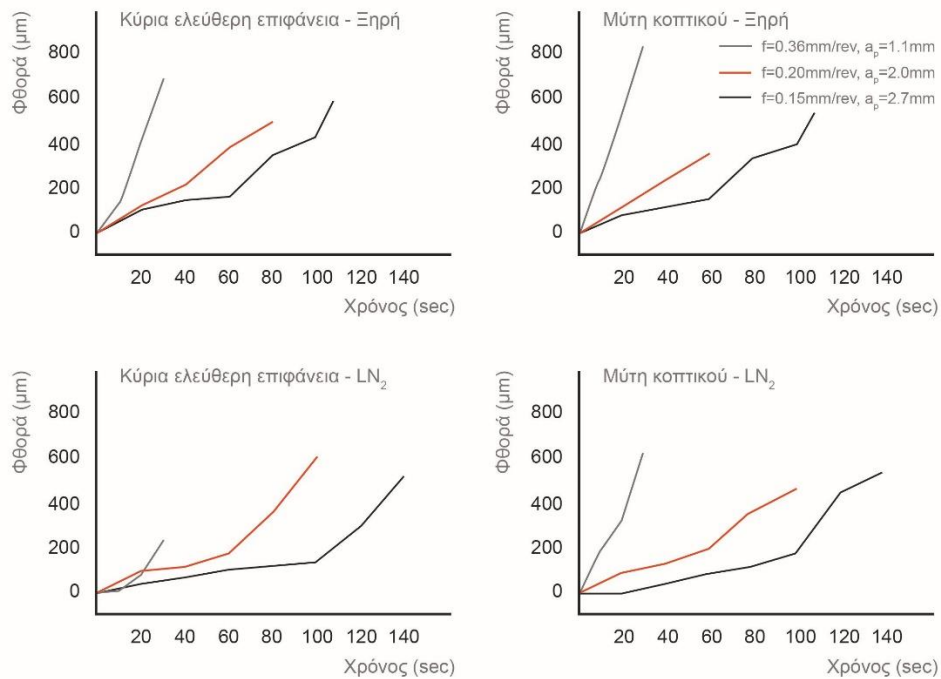 Κύρια ελεύθερη επιφάνεια - Ξηρή
Φθορά (μm)
800
600
400
200
0
20 40 60 80 100 120 140
Χρόνος (sec)
Μύτη κοπτικού - Ξηρή
Φθορά (μm)
800
600
400
200
0
f=0.36mm/rev, aₚ=1.1mm
f=0.20mm/rev, aₚ=2.0mm
f=0.15mm/rev, aₚ=2.7mm
20 40 60 80 100 120 140
Χρόνος (sec)
Κύρια ελεύθερη επιφάνεια - LN₂
Φθορά (μm)
800
600
400
200
0
20 40 60 80 100 120 140
Χρόνος (sec)
Μύτη κοπτικού - LN₂
Φθορά (μm)
800
600
400
200
0
20 40 60 80 100 120 140
Χρόνος (sec)